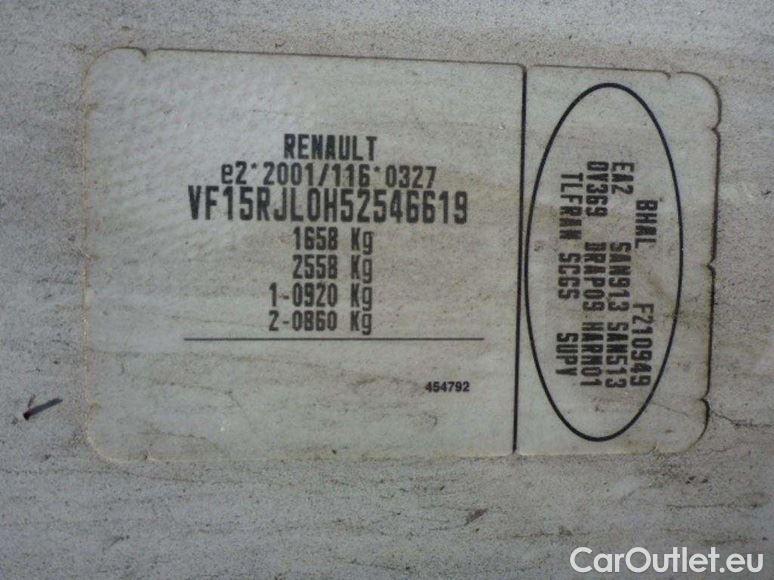 RENAULT
e2*2001/116*0327
VF15RJL0H52546619
1658 Kg
2558 Kg
1-0920 Kg
2-0860 Kg
454792
BHAL F210949
EA2 SAN913 SAN513
OV369 DRAP09 HARM01
TLFRAN SCGS SUPV
CarOutlet.eu